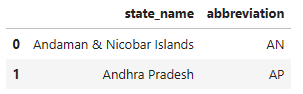 state_name abbreviation
0 Andaman & Nicobar Islands AN
1 Andhra Pradesh AP